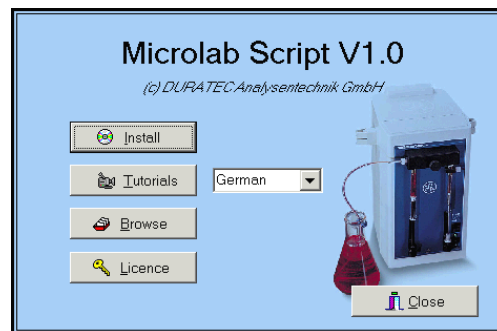 Microlab Script V1.0
(c) DURATEC Analysentechnik GmbH
Install
Tutorials
German
Browse
Licence
Close